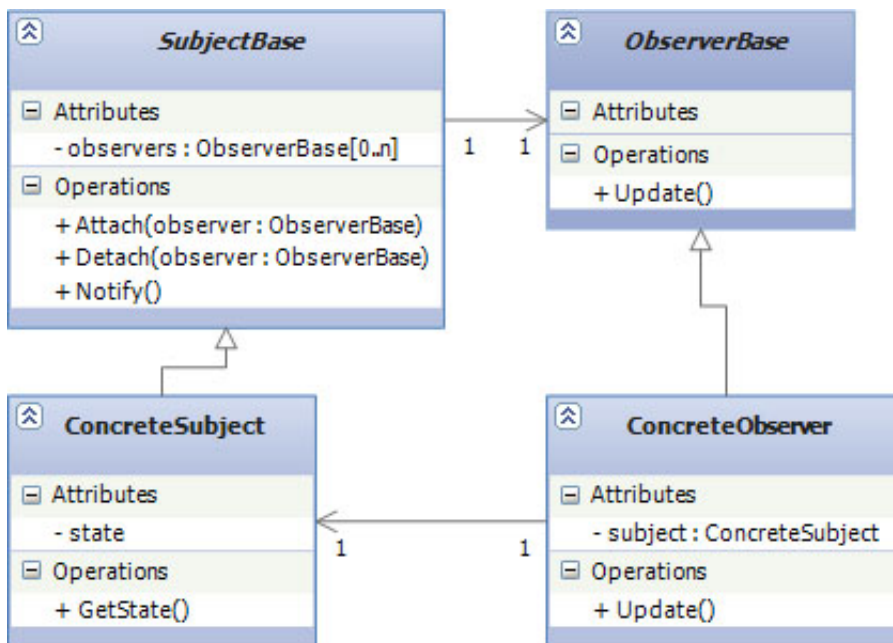 SubjectBase
Attributes
- observers : ObserverBase[0..n]
Operations
+ Attach(observer : ObserverBase)
+ Detach(observer : ObserverBase)
+ Notify()
1
1
ObserverBase
Attributes
Operations
+ Update()
ConcreteSubject
Attributes
- state
Operations
+ GetState()
1
1
ConcreteObserver
Attributes
- subject : ConcreteSubject
Operations
+ Update()